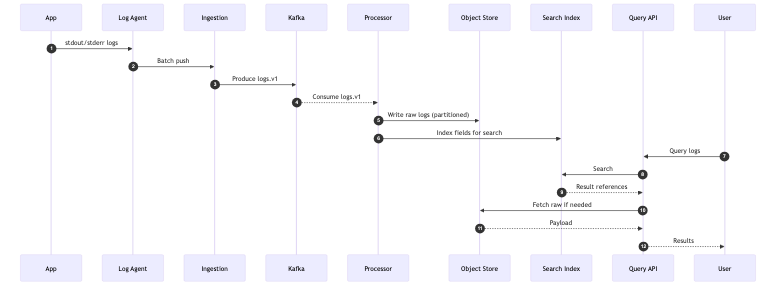 App
Log Agent
Ingestion
Kafka
Processor
Object Store
Search Index
Query API
User
1
stdout/stderr logs
2
Batch push
3
Produce logs.v1
4
Consume logs.v1
5
Write raw logs (partitioned)
6
Index fields for search
Query logs
7
Search
8
9
Result references
Fetch raw if needed
10
11
Payload
12
Results
App
Log Agent
Ingestion
Kafka
Processor
Object Store
Search Index
Query API
User